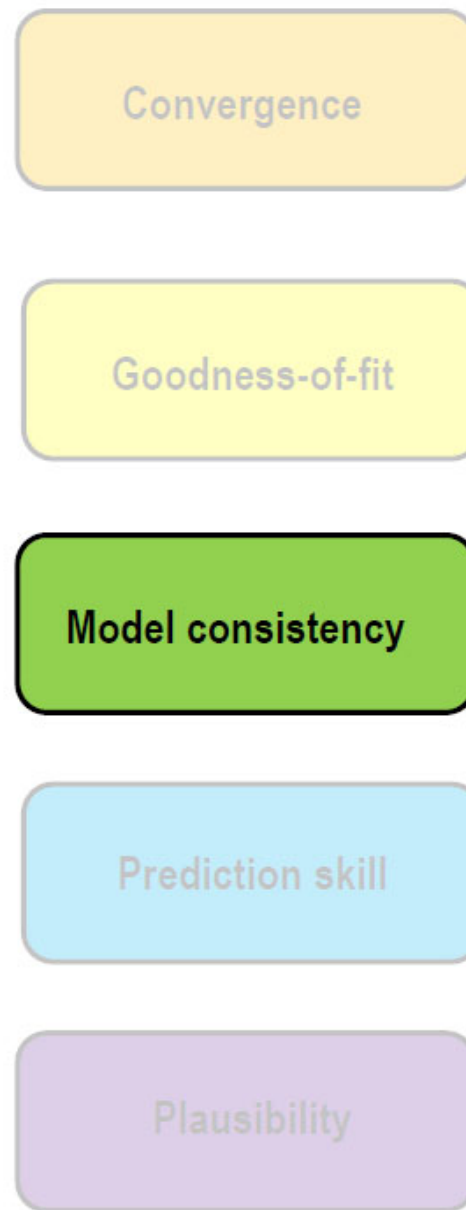 Convergence
Goodness-of-fit
Model consistency
Prediction skill
Plausibility